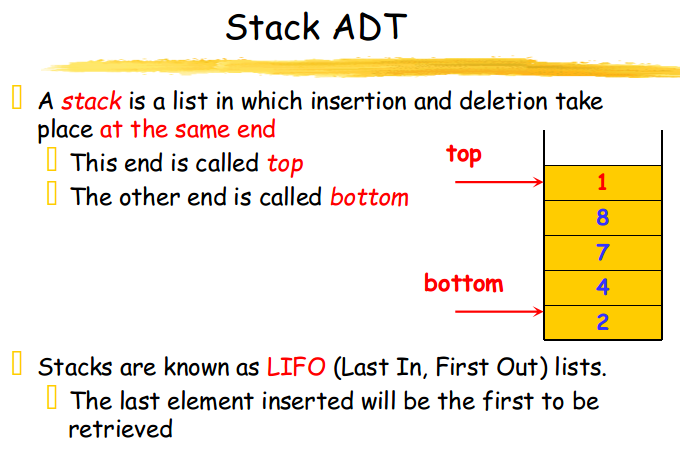 Stack ADT
A stack is a list in which insertion and deletion take
place at the same end
This end is called top
The other end is called bottom
top
1
8
7
bottom
4
2
Stacks are known as LIFO (Last In, First Out) lists.
The last element inserted will be the first to be
retrieved